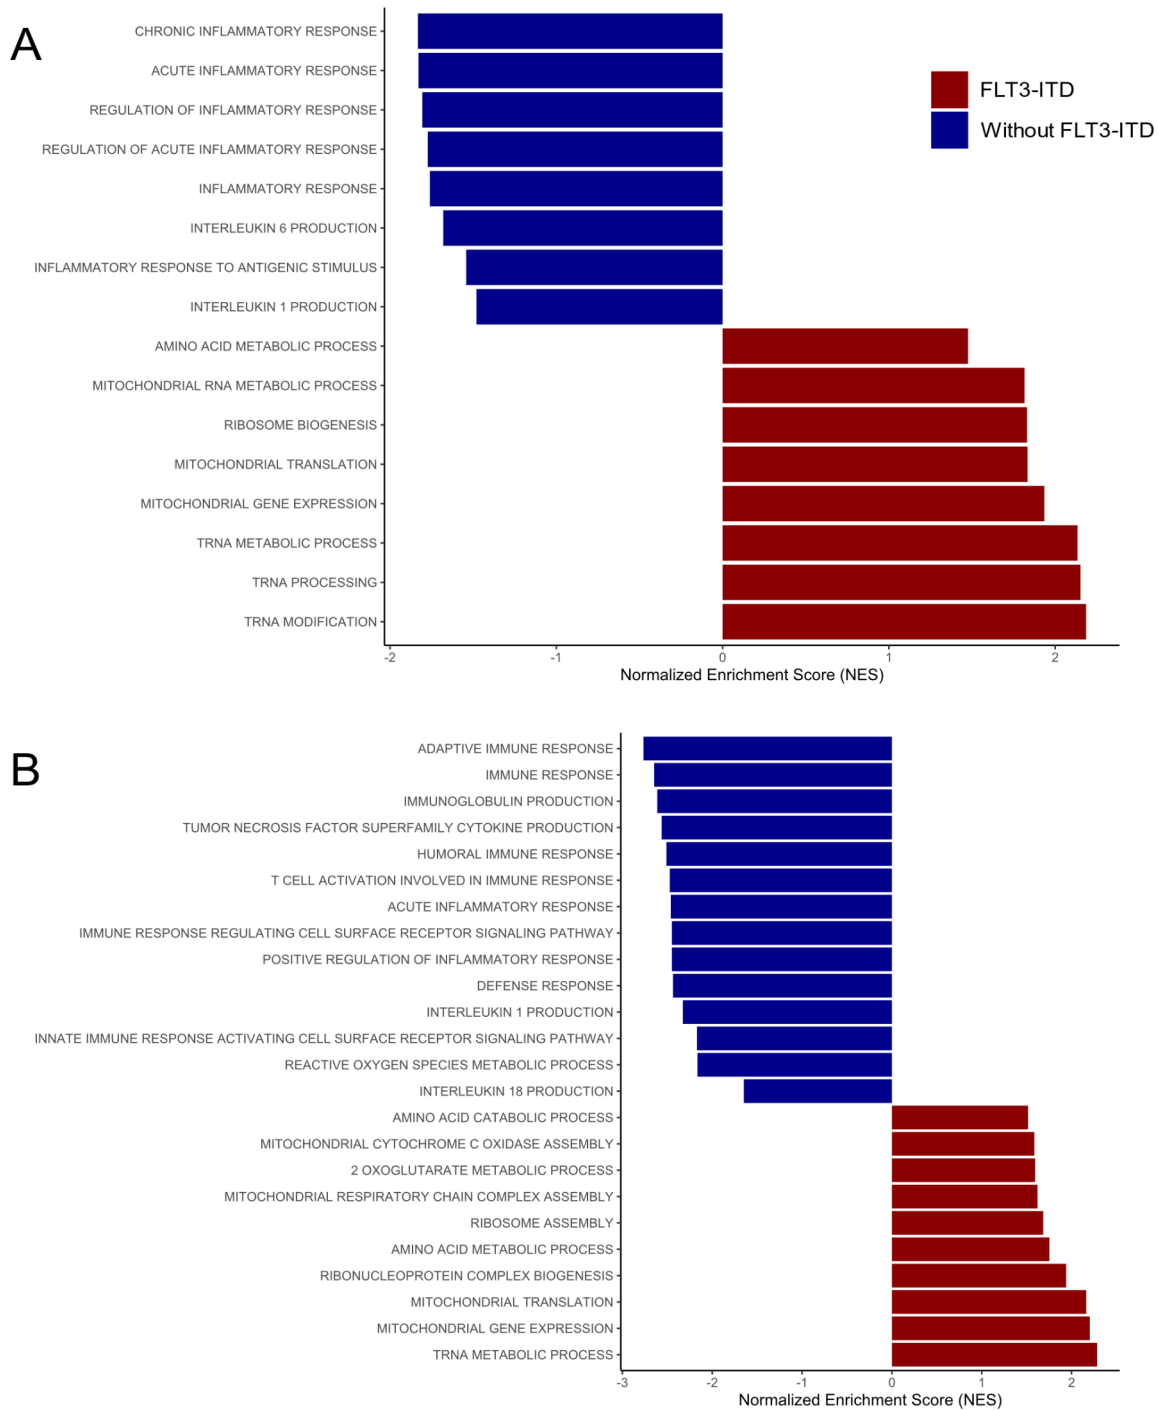 A
CHRONIC INFLAMMATORY RESPONSE
ACUTE INFLAMMATORY RESPONSE
REGULATION OF INFLAMMATORY RESPONSE
REGULATION OF ACUTE INFLAMMATORY RESPONSE
INFLAMMATORY RESPONSE
INTERLEUKIN 6 PRODUCTION
INFLAMMATORY RESPONSE TO ANTIGENIC STIMULUS
INTERLEUKIN 1 PRODUCTION
AMINO ACID METABOLIC PROCESS
MITOCHONDRIAL RNA METABOLIC PROCESS
RIBOSOME BIOGENESIS
MITOCHONDRIAL TRANSLATION
MITOCHONDRIAL GENE EXPRESSION
TRNA METABOLIC PROCESS
TRNA PROCESSING
TRNA MODIFICATION
FLT3-ITD
Without FLT3-ITD
-2 -1 0 1 2
Normalized Enrichment Score (NES)
B
ADAPTIVE IMMUNE RESPONSE
IMMUNE RESPONSE
IMMUNOGLOBULIN PRODUCTION
TUMOR NECROSIS FACTOR SUPERFAMILY CYTOKINE PRODUCTION
HUMORAL IMMUNE RESPONSE
T CELL ACTIVATION INVOLVED IN IMMUNE RESPONSE
ACUTE INFLAMMATORY RESPONSE
IMMUNE RESPONSE REGULATING CELL SURFACE RECEPTOR SIGNALING PATHWAY
POSITIVE REGULATION OF INFLAMMATORY RESPONSE
DEFENSE RESPONSE
INTERLEUKIN 1 PRODUCTION
INNATE IMMUNE RESPONSE ACTIVATING CELL SURFACE RECEPTOR SIGNALING PATHWAY
REACTIVE OXYGEN SPECIES METABOLIC PROCESS
INTERLEUKIN 18 PRODUCTION
AMINO ACID CATABOLIC PROCESS
MITOCHONDRIAL CYTOCHROME C OXIDASE ASSEMBLY
2 OXOGLUTARATE METABOLIC PROCESS
MITOCHONDRIAL RESPIRATORY CHAIN COMPLEX ASSEMBLY
RIBOSOME ASSEMBLY
AMINO ACID METABOLIC PROCESS
RIBONUCLEOPROTEIN COMPLEX BIOGENESIS
MITOCHONDRIAL TRANSLATION
MITOCHONDRIAL GENE EXPRESSION
TRNA METABOLIC PROCESS
-3 -2 -1 0 1 2
Normalized Enrichment Score (NES)